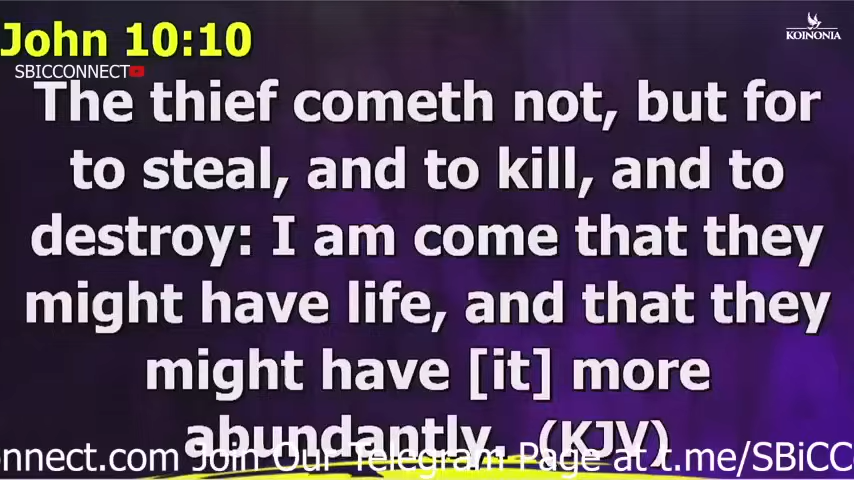 John 10:10
KOINONIA
SBICCONNECT
The thief cometh not, but for
to steal, and to kill, and to
destroy: I am come that they
might have life, and that they
might have [it] more
abundantly. (KJV)
nnect.com Join Our Telegram Page at t.me/SBiCC